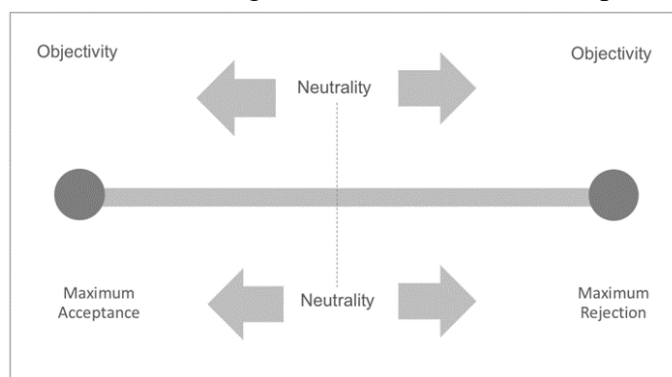 Objectivity
Neutrality
Objectivity
Maximum
Acceptance
Neutrality
Maximum
Rejection